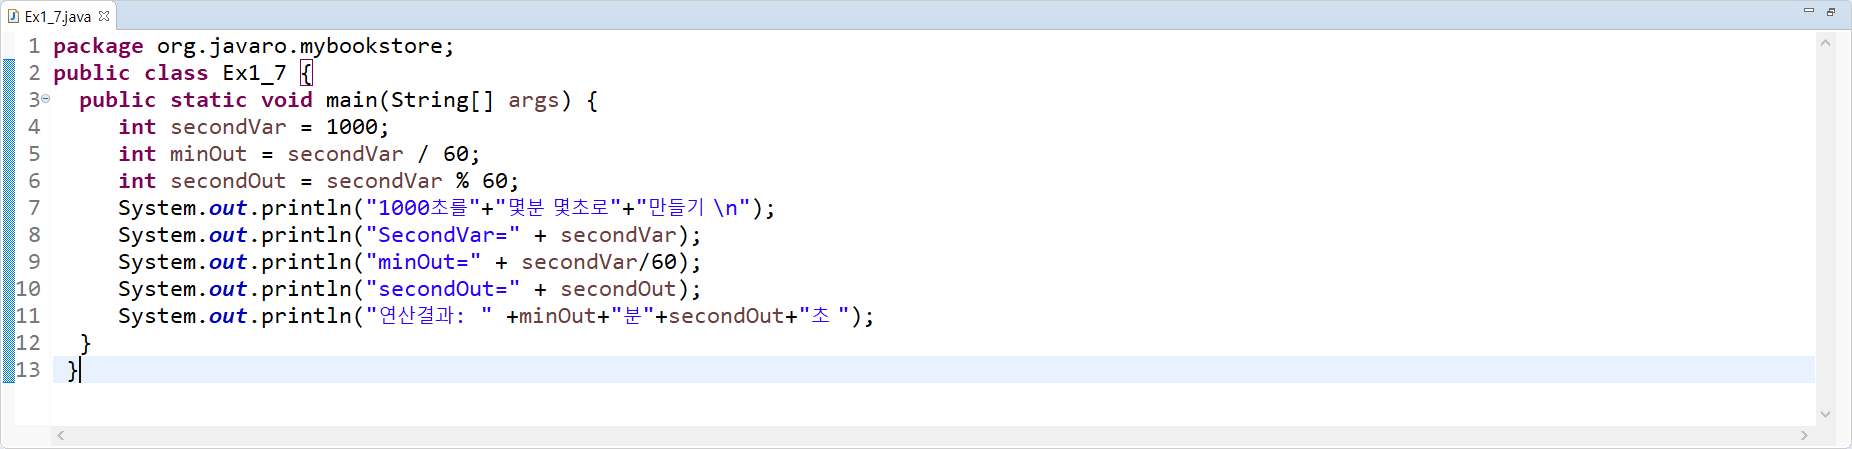 Ex1_7.java
1 package org.javaro.mybookstore;
2 public class Ex1_7 {
3 public static void main(String[] args) {
4 int secondVar = 1000;
5 int minOut = secondVar / 60;
6 int secondOut = secondVar % 60;
7 System.out.println("1000초를"+"몇분 몇초로"+"만들기 \n");
8 System.out.println("SecondVar=" + secondVar);
9 System.out.println("minOut=" + secondVar/60);
10 System.out.println("secondOut=" + secondOut);
11 System.out.println("연산결과: " +minOut+"분"+secondOut+"초 ");
12 }
13 }